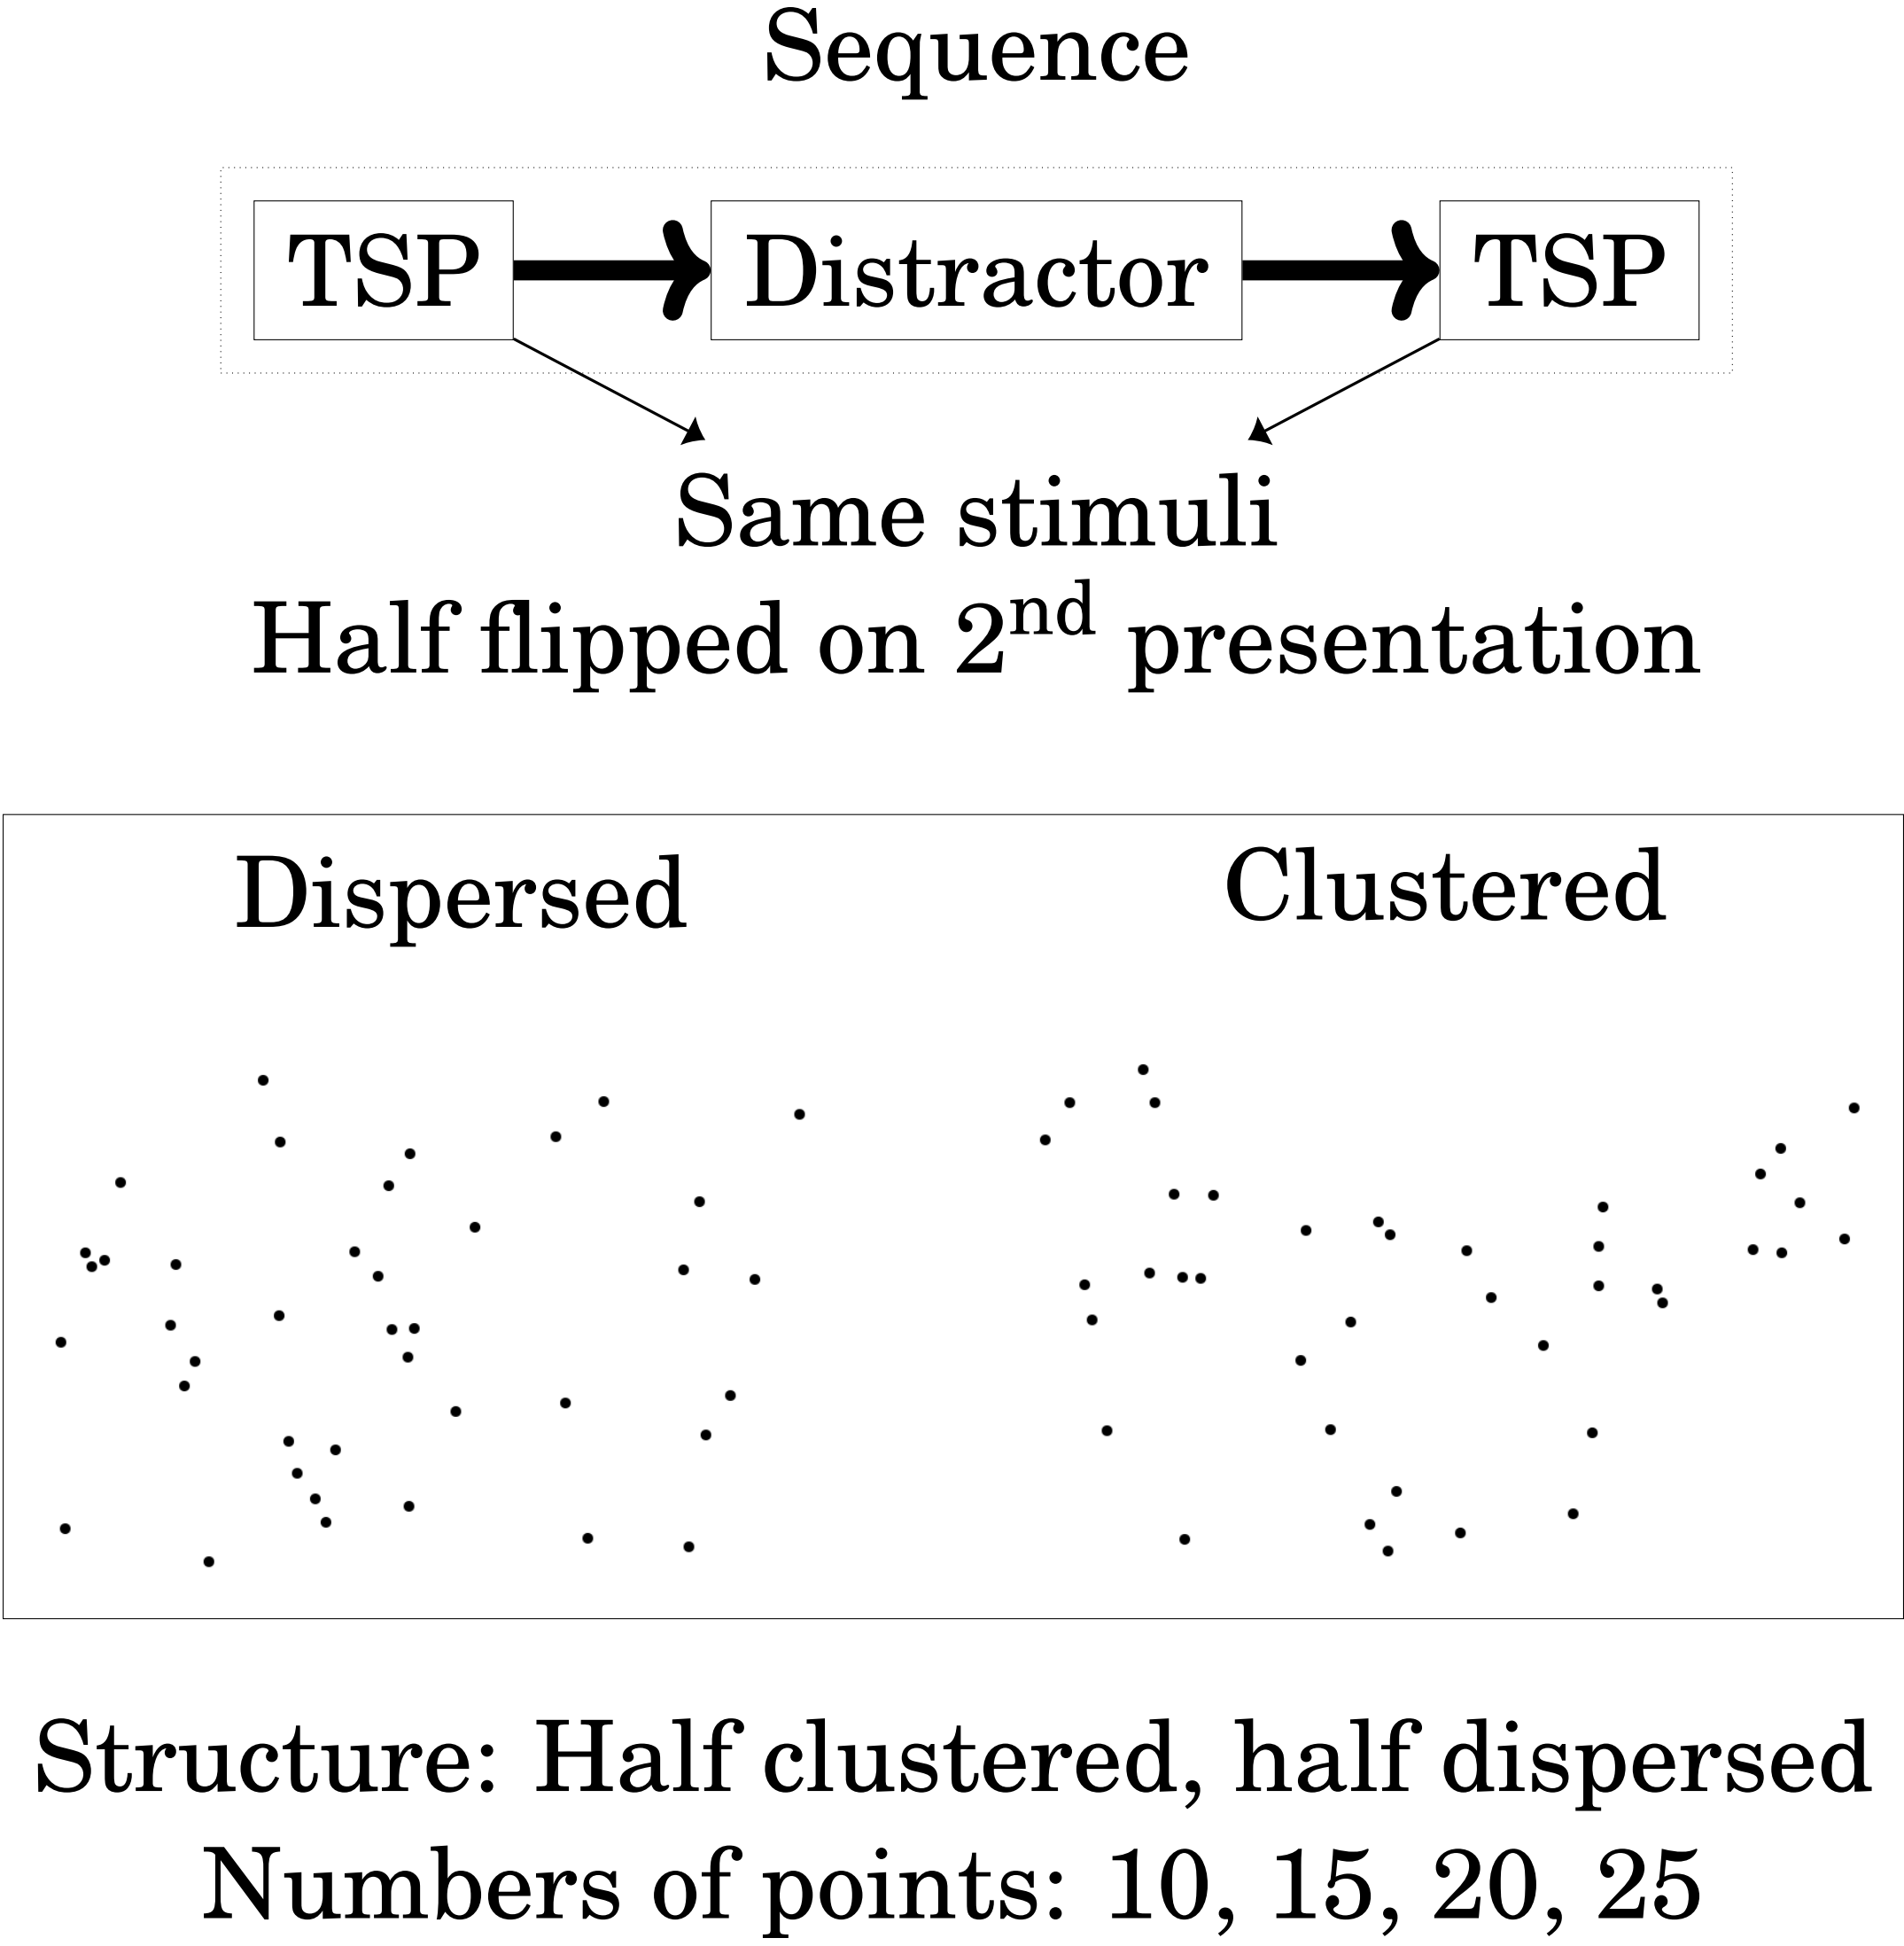 Sequence
TSP Distractor TSP
Same stimuli
Half flipped on 2nd presentation
Dispersed Clustered
Structure: Half clustered, half dispersed
Numbers of points: 10, 15, 20, 25